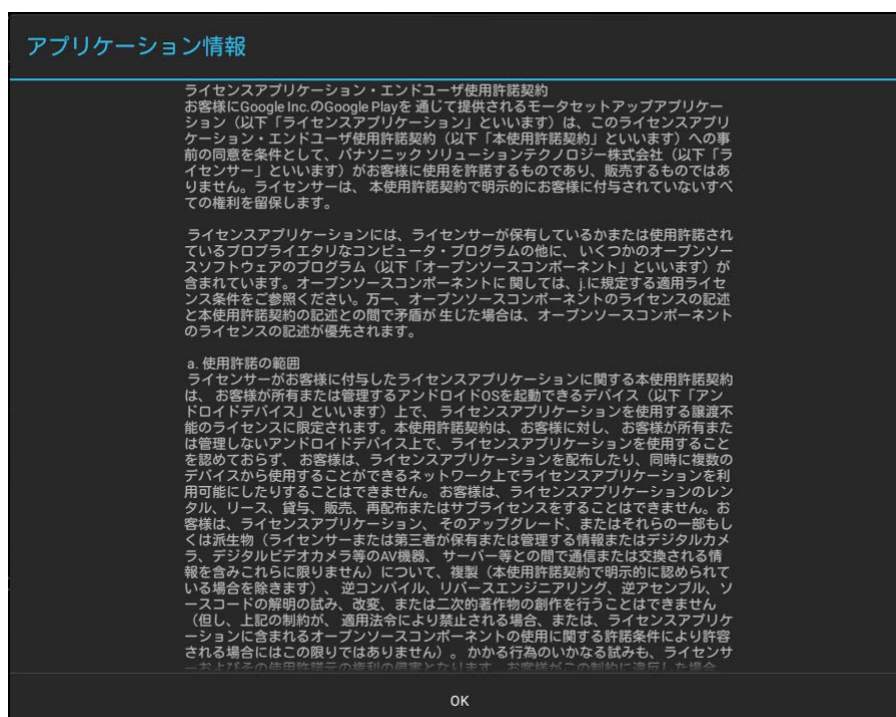 アプリケーション情報
ライセンスアプリケーション・エンドユーザ使用許諾契約
お客様にGoogle Inc.のGoogle Playを 通じて提供されるモータセットアップアプリケー
ション（以下「ライセンスアプリケーション」といいます）は、このライセンスアプリ
ケーション・エンドユーザ使用許諾契約（以下「本使用許諾契約」といいます）への事
前の同意を条件として、パナソニック ソリューションテクノロジー株式会社（以下「ラ
イセンサー」といいます）がお客様に使用を許諾するものであり、販売するものではあ
りません。ライセンサーは、 本使用許諾契約で明示的にお客様に付与されていないすべ
ての権利を留保します。
ライセンスアプリケーションには、ライセンサーが保有しているかまたは使用許諾され
ているプロプライエタリなコンピュータ・プログラムの他に、 いくつかのオープンソー
スソフトウェアのプログラム（以下「オープンソースコンポーネント」といいます）が
含まれています。オープンソースコンポーネントに 関しては、j.に規定する適用ライセ
ンス条件をご参照ください。万一、オープンソースコンポーネントのライセンスの記述
と本使用許諾契約の記述との間で矛盾が 生じた場合は、オープンソースコンポーネント
のライセンスの記述が優先されます。
a. 使用許諾の範囲
ライセンサーがお客様に付与したライセンスアプリケーションに関する本使用許諾契約
は、 お客様が所有または管理するアンドロイドOSを起動できるデバイス（以下「アン
ドロイドデバイス」といいます）上で、 ライセンスアプリケーションを使用する譲渡不
能のライセンスに限定されます。本使用許諾契約は、お客様に対し、 お客様が所有また
は管理しないアンドロイドデバイス上で、ライセンスアプリケーションを使用すること
を認めておらず、 お客様は、ライセンスアプリケーションを配布したり、同時に複数の
デバイスから使用することができるネットワーク上でライセンスアプリケーションを利
用可能にしたりすることはできません。 お客様は、ライセンスアプリケーションのレン
タル、リース、貸与、販売、再配布またはサブライセンスをすることはできません。お
客様は、ライセンスアプリケーション、 そのアップグレード、またはそれらの一部もし
くは派生物（ライセンサーまたは第三者が保有または管理する情報またはデジタルカメ
ラ、デジタルビデオカメラ等のAV機器、 サーバー等との間で通信または交換される情
報を含みこれらに限りません）について、複製（本使用許諾契約で明示的に認められて
いる場合を除きます）、 逆コンパイル、リバースエンジニアリング、逆アセンブル、ソ
ースコードの解明の試み、改変、または二次的著作物の創作を行うことはできません
（但し、上記の制約が、 適用法令により禁止される場合、または、ライセンスアプリケ
ーションに含まれるオープンソースコンポーネントの使用に関する許諾条件により許容
される場合にはこの限りではありません）。 かかる行為のいかなる試みも、ライセンサ
ーおよびその使用許諾元の権利の侵害となります。お客様がこの制約に違反した場合、
OK